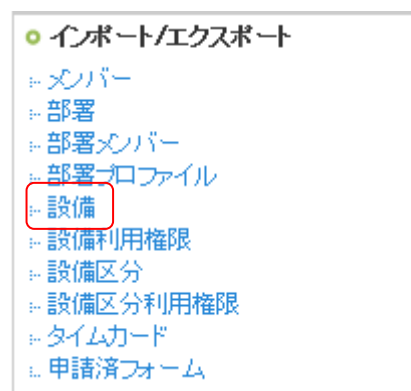 インポート/エクスポート
メンバー
部署
部署メンバー
部署プロファイル
設備
設備利用権限
設備区分
設備区分利用権限
タイムカード
申請済フォーム